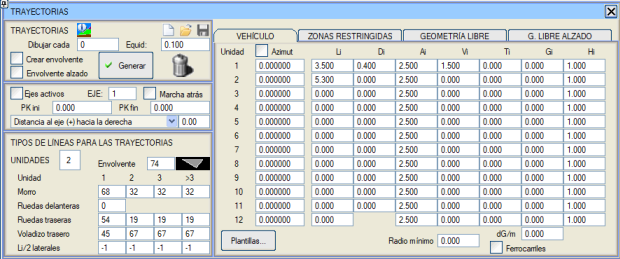 TRAYECTORIAS
TRAYECTORIAS
Dibujar cada 0 Equid: 0.100
Crear envolvente
Envolvente alzado
Generar
Ejes activos EJE: 1 Marcha atrás
PK ini 0.000 PK fin 0.000
Distancia al eje (+) hacia la derecha 0.00
TIPOS DE LÍNEAS PARA LAS TRAYECTORIAS
UNIDADES 2 Envolvente 74
Unidad 1 2 3 >3
Morro 68 32 32 32
Ruedas delanteras 0
Ruedas traseras 54 19 19 19
Voladizo trasero 45 67 67 67
Li/2 laterales -1 -1 -1 -1
VEHÍCULO ZONAS RESTRINGIDAS GEOMETRÍA LIBRE G. LIBRE ALZADO
Unidad Azimut Li Di Ai Vi Ti Gi Hi
1 0.000000 3.500 0.400 2.500 1.500 0.000 0.000 1.000
2 0.000000 5.300 0.000 2.500 0.000 0.000 0.000 1.000
3 0.000000 0.000 0.000 2.500 0.000 0.000 0.000 1.000
4 0.000000 0.000 0.000 2.500 0.000 0.000 0.000 1.000
5 0.000000 0.000 0.000 2.500 0.000 0.000 0.000 1.000
6 0.000000 0.000 0.000 2.500 0.000 0.000 0.000 1.000
7 0.000000 0.000 0.000 2.500 0.000 0.000 0.000 1.000
8 0.000000 0.000 0.000 2.500 0.000 0.000 0.000 1.000
9 0.000000 0.000 0.000 2.500 0.000 0.000 0.000 1.000
10 0.000000 0.000 0.000 2.500 0.000 0.000 0.000 1.000
11 0.000000 0.000 0.000 2.500 0.000 0.000 0.000 1.000
12 0.000000 0.000 2.500 0.000 0.000 0.000 1.000
Plantillas... Radio mínimo 0.000 dG/m 0.000
Ferrocarriles